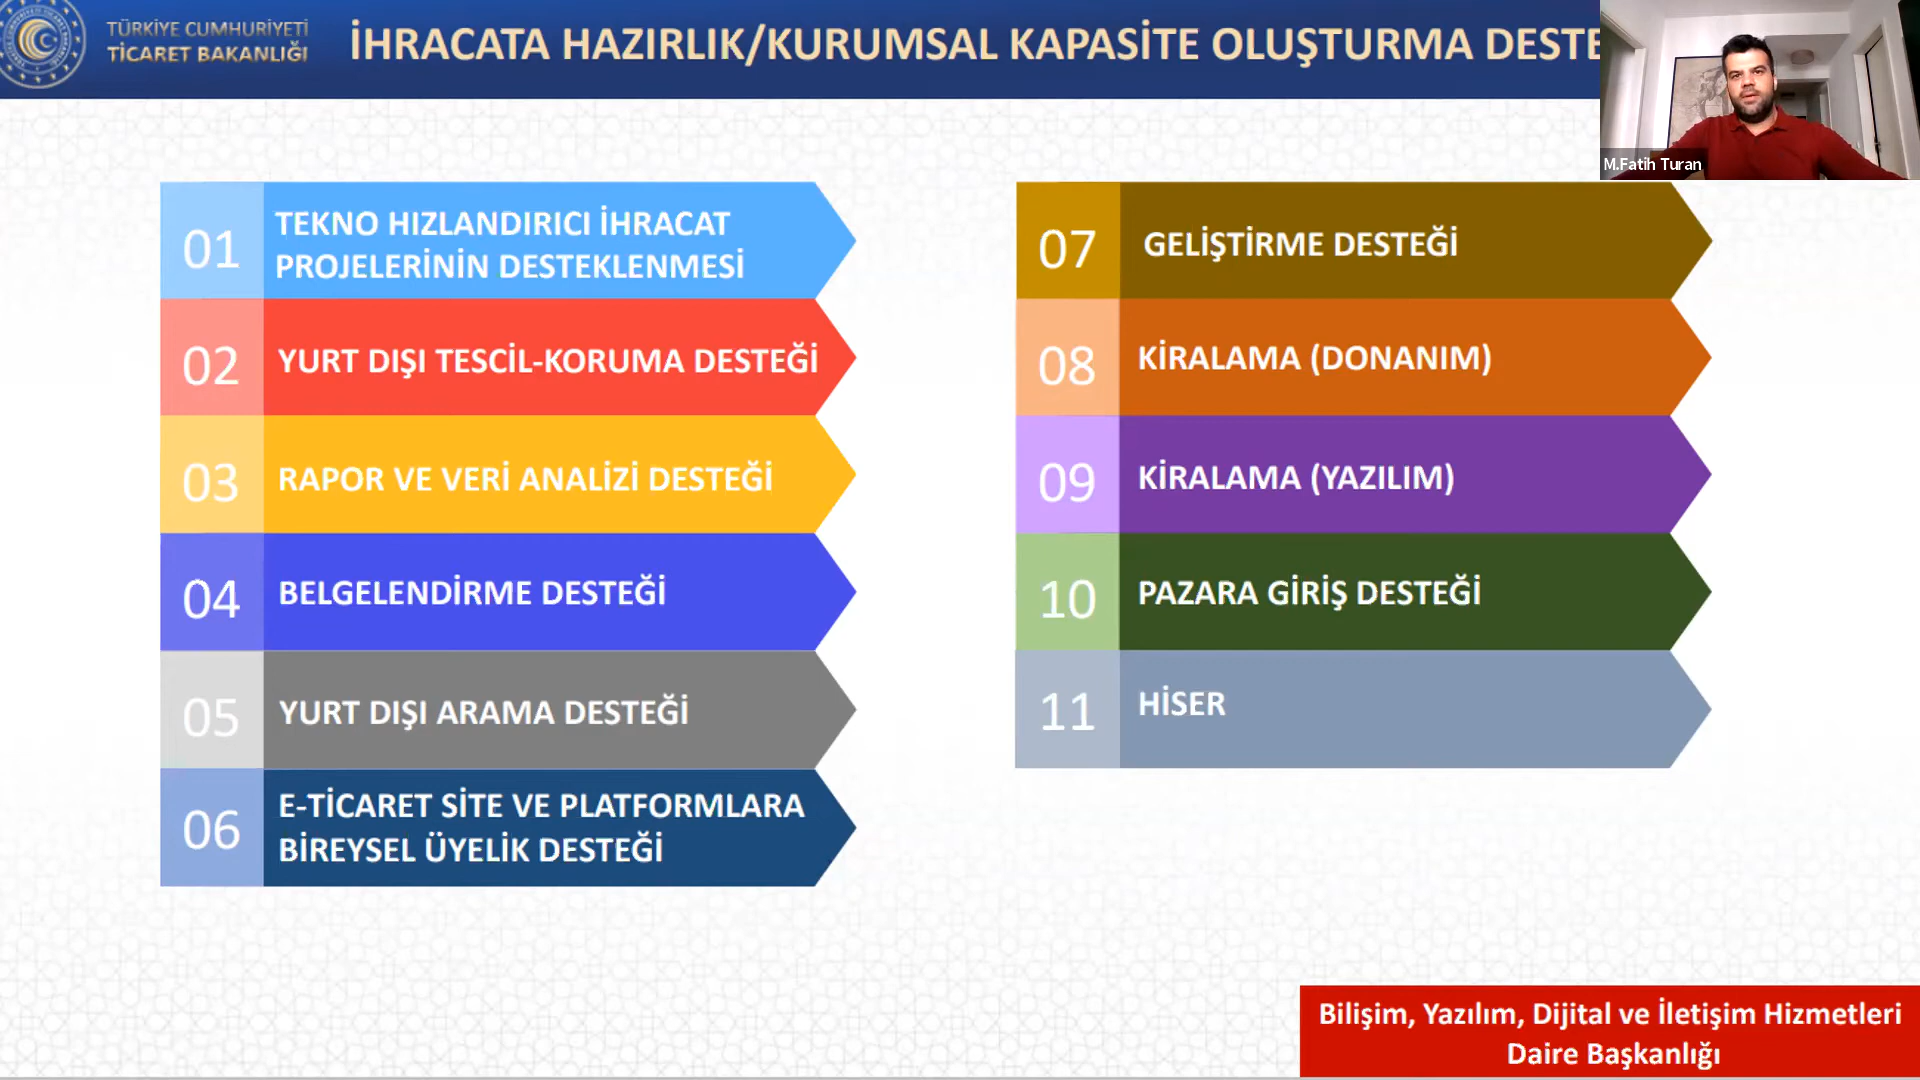 TÜRKİYE CUMHURİYETİ
TİCARET BAKANLIĞI
İHRACATA HAZIRLIK/KURUMSAL KAPASİTE OLUŞTURMA DESTE
M.Fatih Turan
01
TEKNO HIZLANDIRICI İHRACAT
PROJELERİNİN DESTEKLENMESİ
02
YURT DIŞI TESCİL-KORUMA DESTEĞİ
03
RAPOR VE VERİ ANALİZİ DESTEĞİ
04
BELGELENDİRME DESTEĞİ
05
YURT DIŞI ARAMA DESTEĞİ
06
E-TİCARET SİTE VE PLATFORMLARA
BİREYSEL ÜYELİK DESTEĞİ
07
GELİŞTİRME DESTEĞİ
08
KİRALAMA (DONANIM)
09
KİRALAMA (YAZILIM)
10
PAZARA GİRİŞ DESTEĞİ
11
HİSER
Bilişim, Yazılım, Dijital ve İletişim Hizmetleri
Daire Başkanlığı